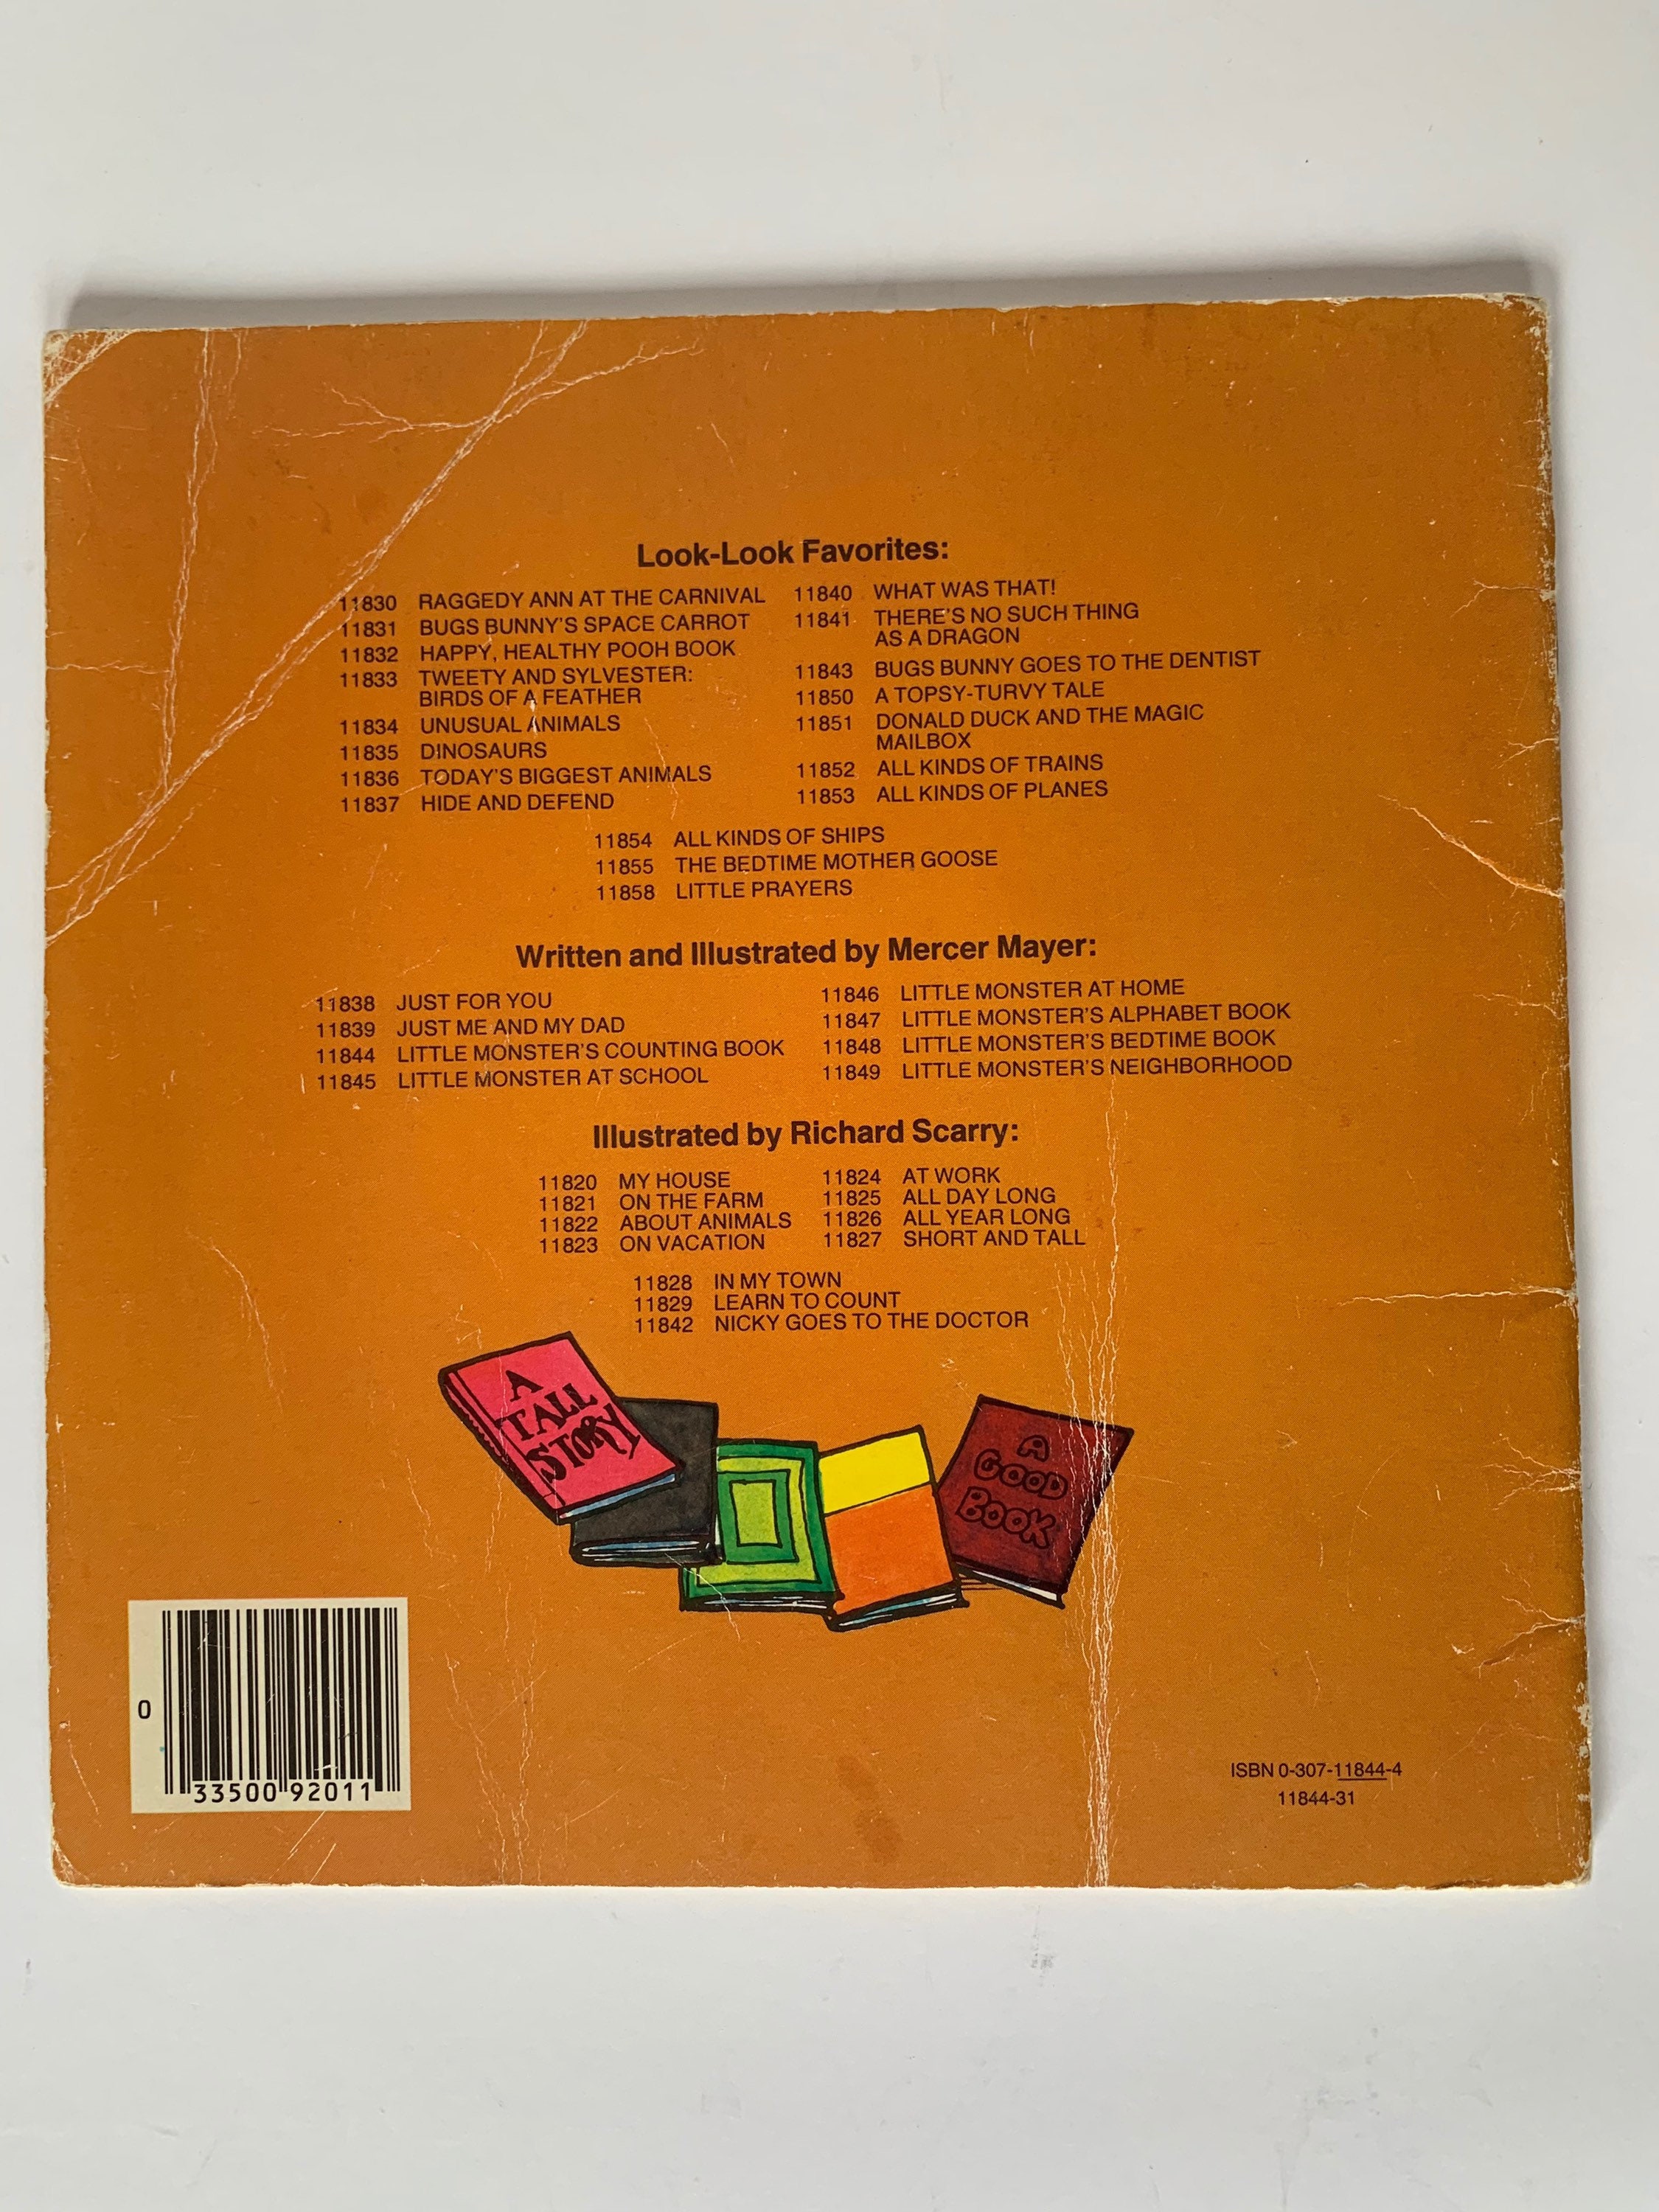 Look-Look Favorites:
11830 RAGGEDY ANN AT THE CARNIVAL
11831 BUGS BUNNY'S SPACE CARROT
11832 HAPPY, HEALTHY POOH BOOK
11833 TWEETY AND SYLVESTER:
BIRDS OF A FEATHER
11834 UNUSUAL ANIMALS
11835 DINOSAURS
11836 TODAY'S BIGGEST ANIMALS
11837 HIDE AND DEFEND
11840 WHAT WAS THAT!
11841 THERE'S NO SUCH THING
AS A DRAGON
11843 BUGS BUNNY GOES TO THE DENTIST
11850 A TOPSY-TURVY TALE
11851 DONALD DUCK AND THE MAGIC
MAILBOX
11852 ALL KINDS OF TRAINS
11853 ALL KINDS OF PLANES
11854 ALL KINDS OF SHIPS
11855 THE BEDTIME MOTHER GOOSE
11858 LITTLE PRAYERS
Written and Illustrated by Mercer Mayer:
11838 JUST FOR YOU
11839 JUST ME AND MY DAD
11844 LITTLE MONSTER'S COUNTING BOOK
11845 LITTLE MONSTER AT SCHOOL
11846 LITTLE MONSTER AT HOME
11847 LITTLE MONSTER'S ALPHABET BOOK
11848 LITTLE MONSTER'S BEDTIME BOOK
11849 LITTLE MONSTER'S NEIGHBORHOOD
Illustrated by Richard Scarry:
11820 MY HOUSE
11821 ON THE FARM
11822 ABOUT ANIMALS
11823 ON VACATION
11824 AT WORK
11825 ALL DAY LONG
11826 ALL YEAR LONG
11827 SHORT AND TALL
11828 IN MY TOWN
11829 LEARN TO COUNT
11842 NICKY GOES TO THE DOCTOR
A
TALL
STORY
A
GOOD
BOOK
0 33500 92011
ISBN 0-307-11844-4
11844-31